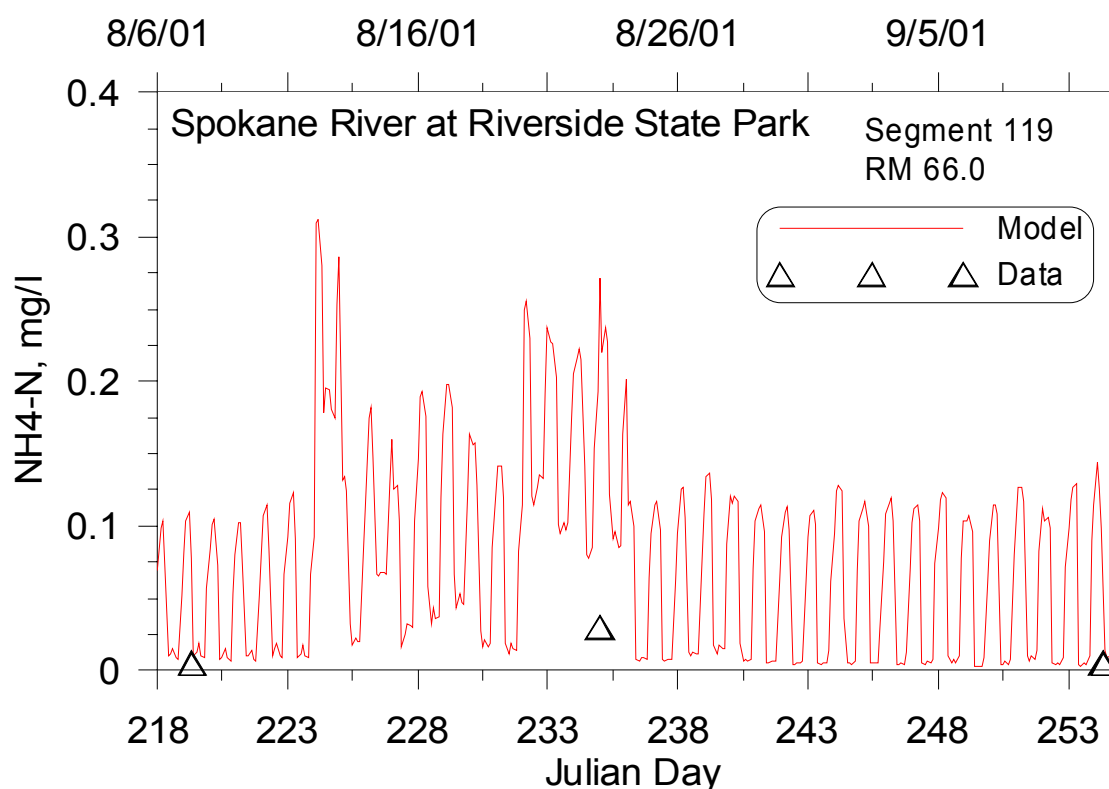 8/6/01 8/16/01 8/26/01 9/5/01
0.4
Spokane River at Riverside State Park
Segment 119
RM 66.0
0.3
Model
Data
NH4-N, mg/l
0.2
0.1
0
218 223 228 233 238 243 248 253
Julian Day